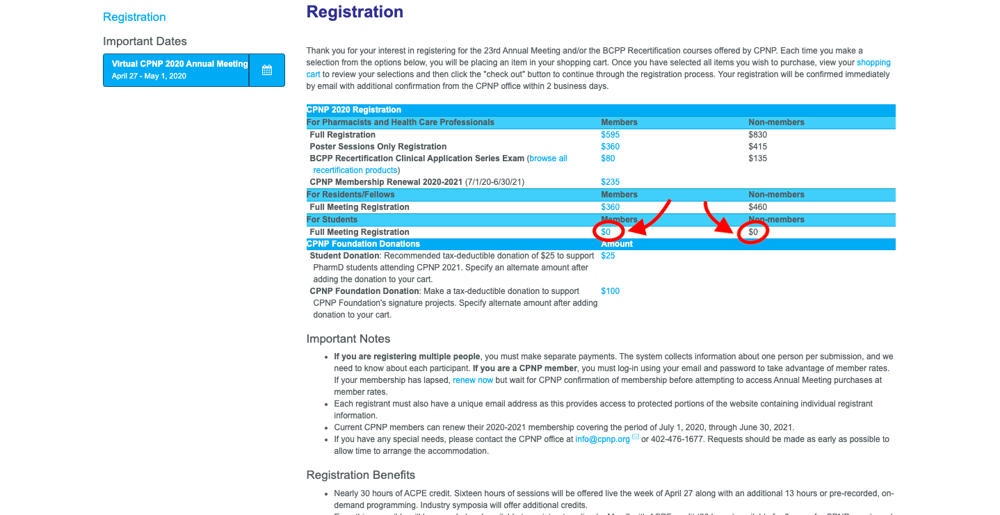 Registration
Important Dates
Virtual CPNP 2020 Annual Meeting
April 27 - May 1, 2020
Registration
Thank you for your interest in registering for the 23rd Annual Meeting and/or the BCPP Recertification courses offered by CPNP. Each time you make a
selection from the options below, you will be placing an item in your shopping cart. Once you have selected all items you wish to purchase, view your shopping
cart to review your selections and then click the "check out" button to continue through the registration process. Your registration will be confirmed immediately
by email with additional confirmation from the CPNP office within 2 business days.
CPNP 2020 Registration
For Pharmacists and Health Care Professionals Members Non-members
Full Registration $595 $830
Poster Sessions Only Registration $360 $415
BCPP Recertification Clinical Application Series Exam (browse all $80 $135
recertification products)
CPNP Membership Renewal 2020-2021 (7/1/20-6/30/21) $235
For Residents/Fellows Members Non-members
Full Meeting Registration $360 $460
For Students Members Non-members
Full Meeting Registration $0 $0
CPNP Foundation Donations Amount
Student Donation: Recommended tax-deductible donation of $25 to support $25
PharmD students attending CPNP 2021. Specify an alternate amount after
adding the donation to your cart.
CPNP Foundation Donation: Make a tax-deductible donation to support $100
CPNP Foundation's signature projects. Specify alternate amount after adding
donation to your cart.
Important Notes
• If you are registering multiple people, you must make separate payments. The system collects information about one person per submission, and we
need to know about each participant. If you are a CPNP member, you must log-in using your email and password to take advantage of member rates.
If your membership has lapsed, renew now but wait for CPNP confirmation of membership before attempting to access Annual Meeting purchases at
member rates.
• Each registrant must also have a unique email address as this provides access to protected portions of the website containing individual registrant
information.
• Current CPNP members can renew their 2020-2021 membership covering the period of July 1, 2020, through June 30, 2021.
• If you have any special needs, please contact the CPNP office at info@cpnp.org or 402-476-1677. Requests should be made as early as possible to
allow time to arrange the accommodation.
Registration Benefits
• Nearly 30 hours of ACPE credit. Sixteen hours of sessions will be offered live the week of April 27 along with an additional 13 hours or pre-recorded, on-
demand programming. Industry symposia will offer additional credits.